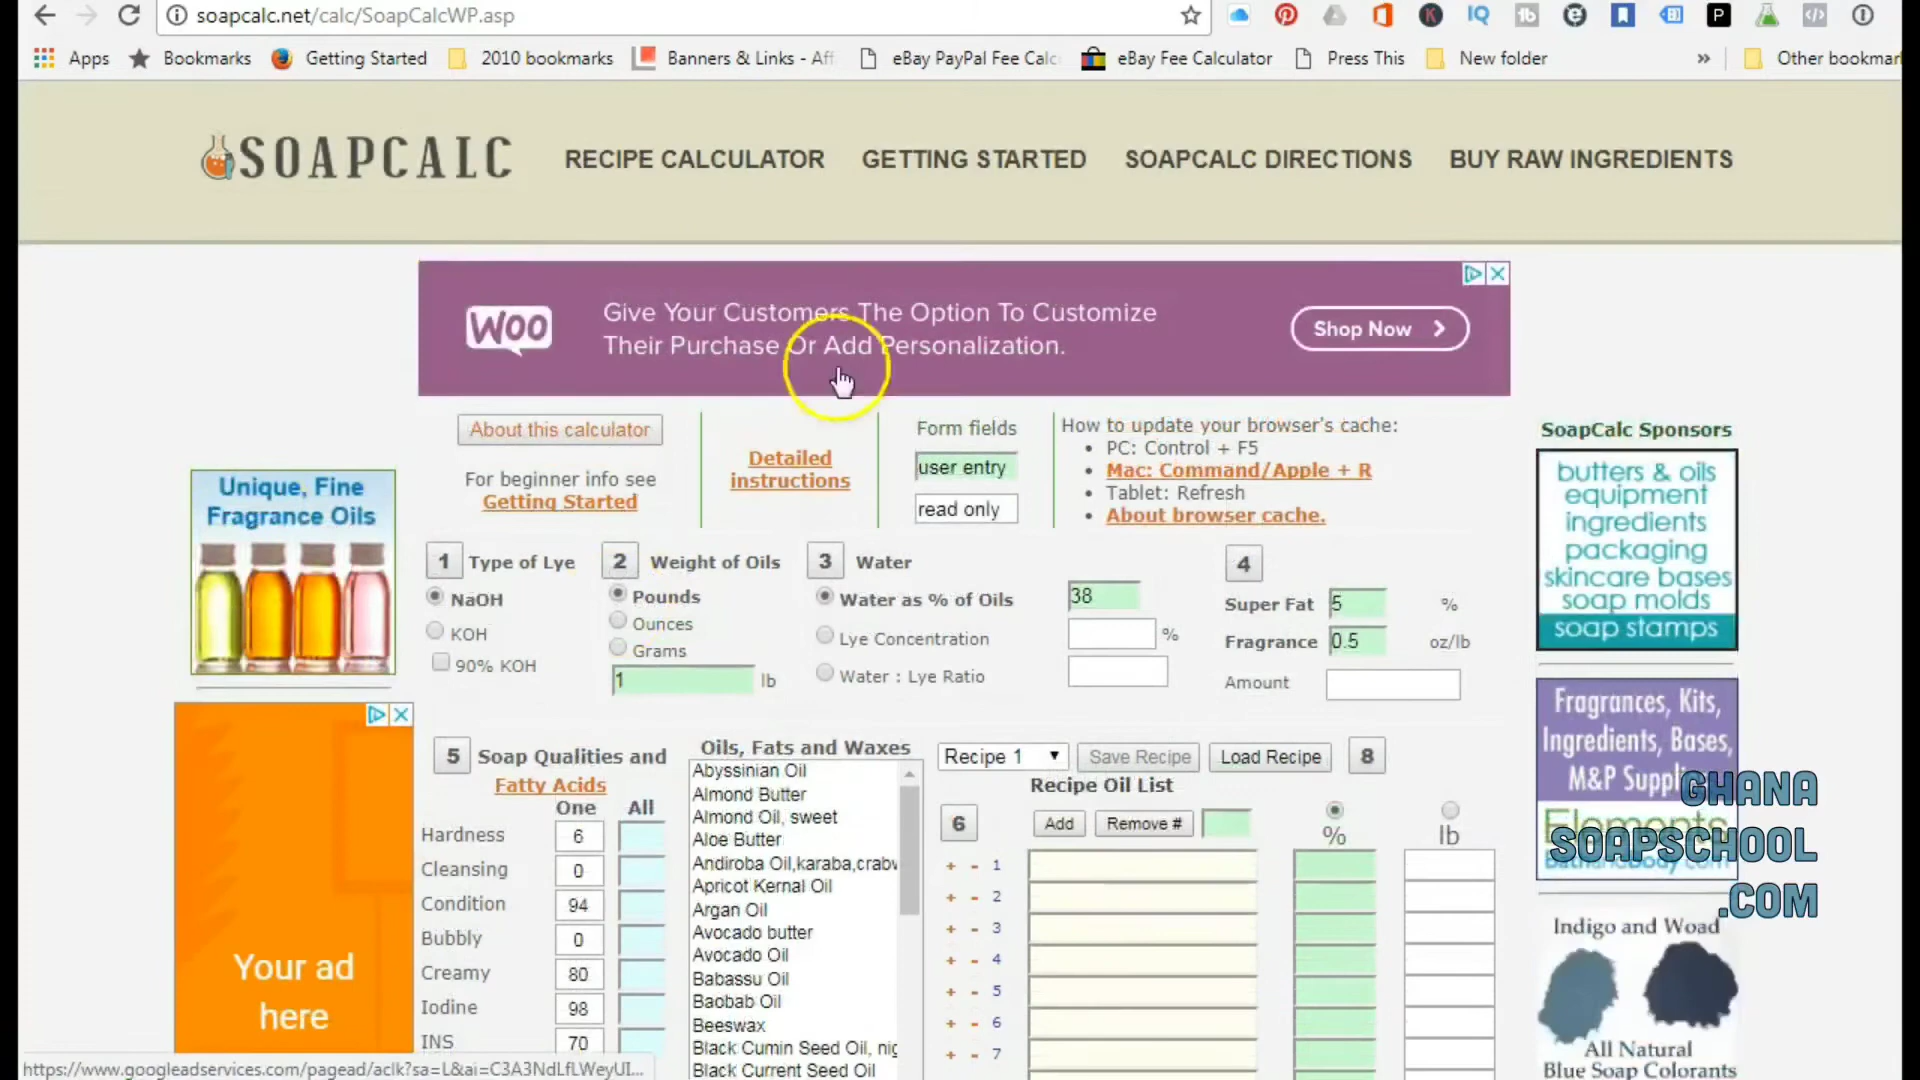 soapcalc.net/calc/SoapCalcWP.asp
Apps
Bookmarks
Getting Started
2010 bookmarks
Banners & Links - Aff
eBay PayPal Fee Calc
eBay Fee Calculator
Press This
New folder
»
Other bookmar
SOAPCALC
RECIPE CALCULATOR
GETTING STARTED
SOAPCALC DIRECTIONS
BUY RAW INGREDIENTS
WOO
Give Your Customers The Option To Customize
Their Purchase Or Add Personalization.
Shop Now
About this calculator
For beginner info see
Getting Started
Detailed
instructions
Form fields
user entry
read only
How to update your browser's cache:
• PC: Control + F5
• Mac: Command/Apple + R
• Tablet: Refresh
• About browser cache.
Unique, Fine
Fragrance Oils
1 Type of Lye
NaOH
KOH
90% KOH
2 Weight of Oils
Pounds
Ounces
Grams
1 lb
3 Water
Water as % of Oils 38
Lye Concentration %
Water : Lye Ratio
4
Super Fat 5 %
Fragrance 0.5 oz/lb
Amount
5 Soap Qualities and
Fatty Acids
One All
Hardness 6
Cleansing 0
Condition 94
Bubbly 0
Creamy 80
Iodine 98
INS 70
Oils, Fats and Waxes
Abyssinian Oil
Almond Butter
Almond Oil, sweet
Aloe Butter
Andiroba Oil,karaba,crabw
Apricot Kernal Oil
Argan Oil
Avocado butter
Avocado Oil
Babassu Oil
Baobab Oil
Beeswax
Black Cumin Seed Oil, nig
Black Current Seed Oil
Recipe 1
Save Recipe
Load Recipe
8
Recipe Oil List
6
Add
Remove #
%
lb
+ - 1
+ - 2
+ - 3
+ - 4
+ - 5
+ - 6
+ - 7
SoapCalc Sponsors
butters & oils
equipment
ingredients
packaging
skincare bases
soap molds
soap stamps
Fragrances, Kits,
Ingredients, Bases,
M&P Supplies
Elements
BathandBody.com
GHANA
SOAPSCHOOL
.COM
Indigo and Woad
All Natural
Blue Soap Colorants
Your ad
here
https://www.googleadservices.com/pagead/aclk?sa=L&ai=C3A3NdLfLWeyUI...